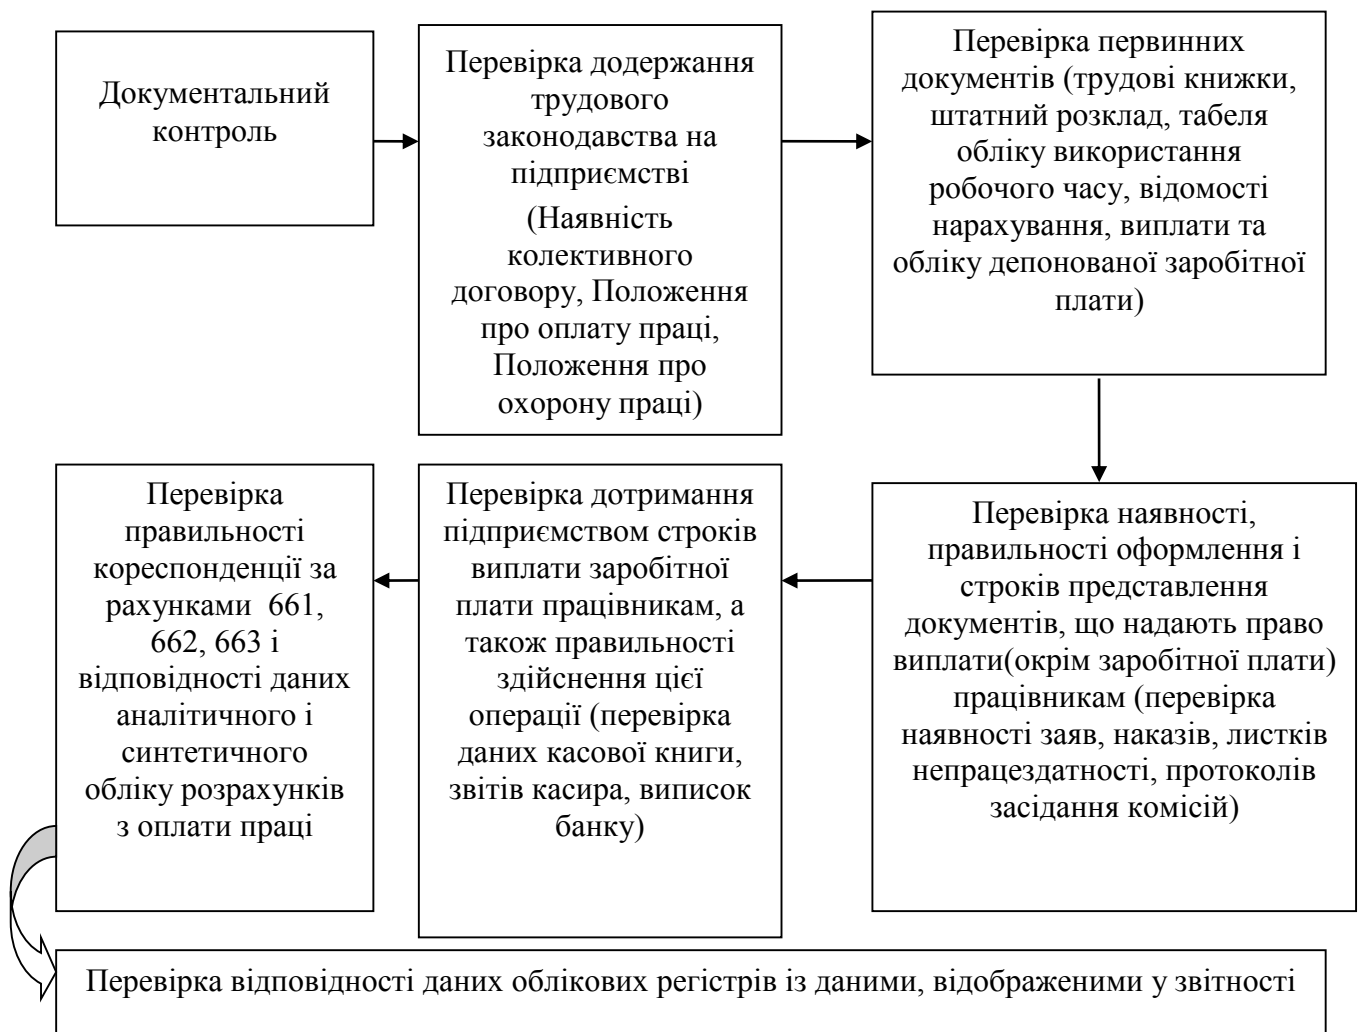 Документальний
контроль
Перевірка додержання
трудового
законодавства на
підприємстві
(Наявність
колективного
договору, Положення
про оплату праці,
Положення про
охорону праці)
Перевірка первинних
документів (трудові книжки,
штатний розклад, табеля
обліку використання
робочого часу, відомості
нарахування, виплати та
обліку депонованої заробітної
плати)
Перевірка наявності,
правильності оформлення і
строків представлення
документів, що надають право
виплати(окрім заробітної плати)
працівникам (перевірка
наявності заяв, наказів, листків
непрацездатності, протоколів
засідання комісій)
Перевірка дотримання
підприємством строків
виплати заробітної
плати працівникам, а
також правильності
здійснення цієї
операції (перевірка
даних касової книги,
звітів касира, виписок
банку)
Перевірка
правильності
кореспонденції за
рахунками 661,
662, 663 і
відповідності даних
аналітичного і
синтетичного
обліку розрахунків
з оплати праці
Перевірка відповідності даних облікових регістрів із даними, відображеними у звітності